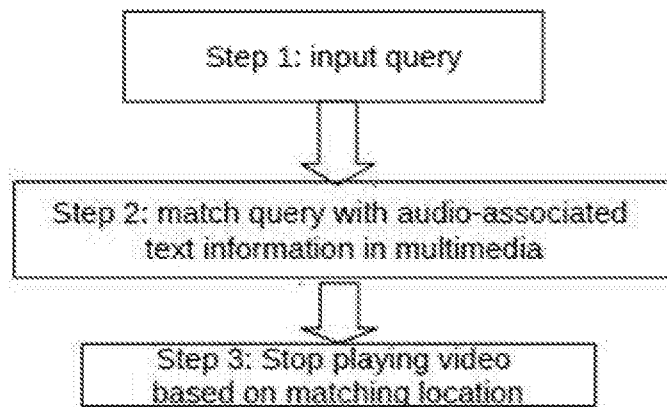 Step 1: input query
Step 2: match query with audio-associated
text information in multimedia
Step 3: Stop playing video
based on matching location